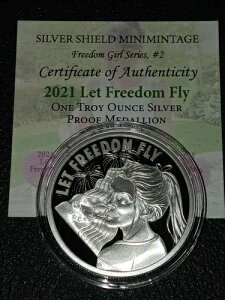 SILVER SHIELD MINIMINTAGE
Freedom Girl Series, #2
Certificate of Authenticity
2021 Let Freedom Fly
ONE TROY OUNCE SILVER
PROOF MEDALLION
2021
LET FREEDOM FLY